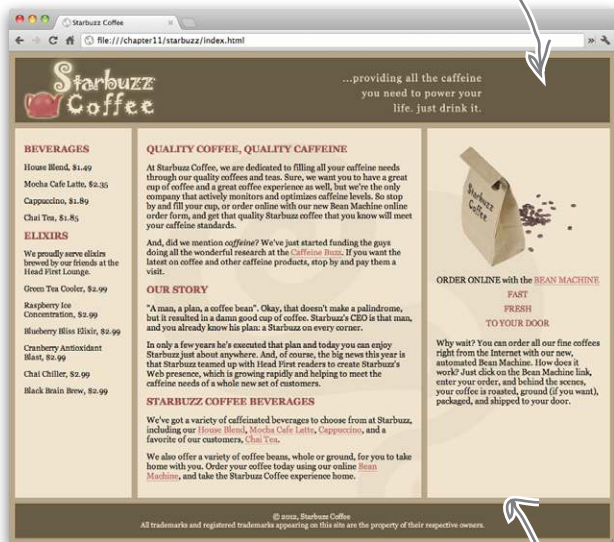 Starbuzz Coffee
file:///chapter11/starbuzz/index.html
Starbuzz
Coffee
...providing all the caffeine
you need to power your
life. just drink it.
BEVERAGES
House Blend, $1.49
Mocha Cafe Latte, $2.35
Cappuccino, $1.89
Chai Tea, $1.85
ELIXIRS
We proudly serve elixirs
brewed by our friends at the
Head First Lounge.
Green Tea Cooler, $2.99
Raspberry Ice
Concentration, $2.99
Blueberry Bliss Elixir, $2.99
Cranberry Antioxidant
Blast, $2.99
Chai Chiller, $2.99
Black Brain Brew, $2.99
QUALITY COFFEE, QUALITY CAFFEINE
At Starbuzz Coffee, we are dedicated to filling all your caffeine needs
through our quality coffees and teas. Sure, we want you to have a great
cup of coffee and a great coffee experience as well, but we're the only
company that actively monitors and optimizes caffeine levels. So stop
by and fill your cup, or order online with our new Bean Machine online
order form, and get that quality Starbuzz coffee that you know will meet
your caffeine standards.
And, did we mention caffeine? We've just started funding the guys
doing all the wonderful research at the Caffeine Buzz. If you want the
latest on coffee and other caffeine products, stop by and pay them a
visit.
OUR STORY
"A man, a plan, a coffee bean". Okay, that doesn't make a palindrome,
but it resulted in a damn good cup of coffee. Starbuzz's CEO is that man,
and you already know his plan: a Starbuzz on every corner.
In only a few years he's executed that plan and today you can enjoy
Starbuzz just about anywhere. And, of course, the big news this year is
that Starbuzz teamed up with Head First readers to create Starbuzz's
Web presence, which is growing rapidly and helping to meet the
caffeine needs of a whole new set of customers.
STARBUZZ COFFEE BEVERAGES
We've got a variety of caffeinated beverages to choose from at Starbuzz,
including our House Blend, Mocha Cafe Latte, Cappuccino, and a
favorite of our customers, Chai Tea.
We also offer a variety of coffee beans, whole or ground, for you to take
home with you. Order your coffee today using our online Bean
Machine, and take the Starbuzz Coffee experience home.
Starbuzz
Coffee
ORDER ONLINE with the BEAN MACHINE
FAST
FRESH
TO YOUR DOOR
Why wait? You can order all our fine coffees
right from the Internet with our new,
automated Bean Machine. How does it
work? Just click on the Bean Machine link,
enter your order, and behind the scenes,
your coffee is roasted, ground (if you want),
packaged, and shipped to your door.
© 2012, Starbuzz Coffee
All trademarks and registered trademarks appearing on this site are the property of their respective owners.